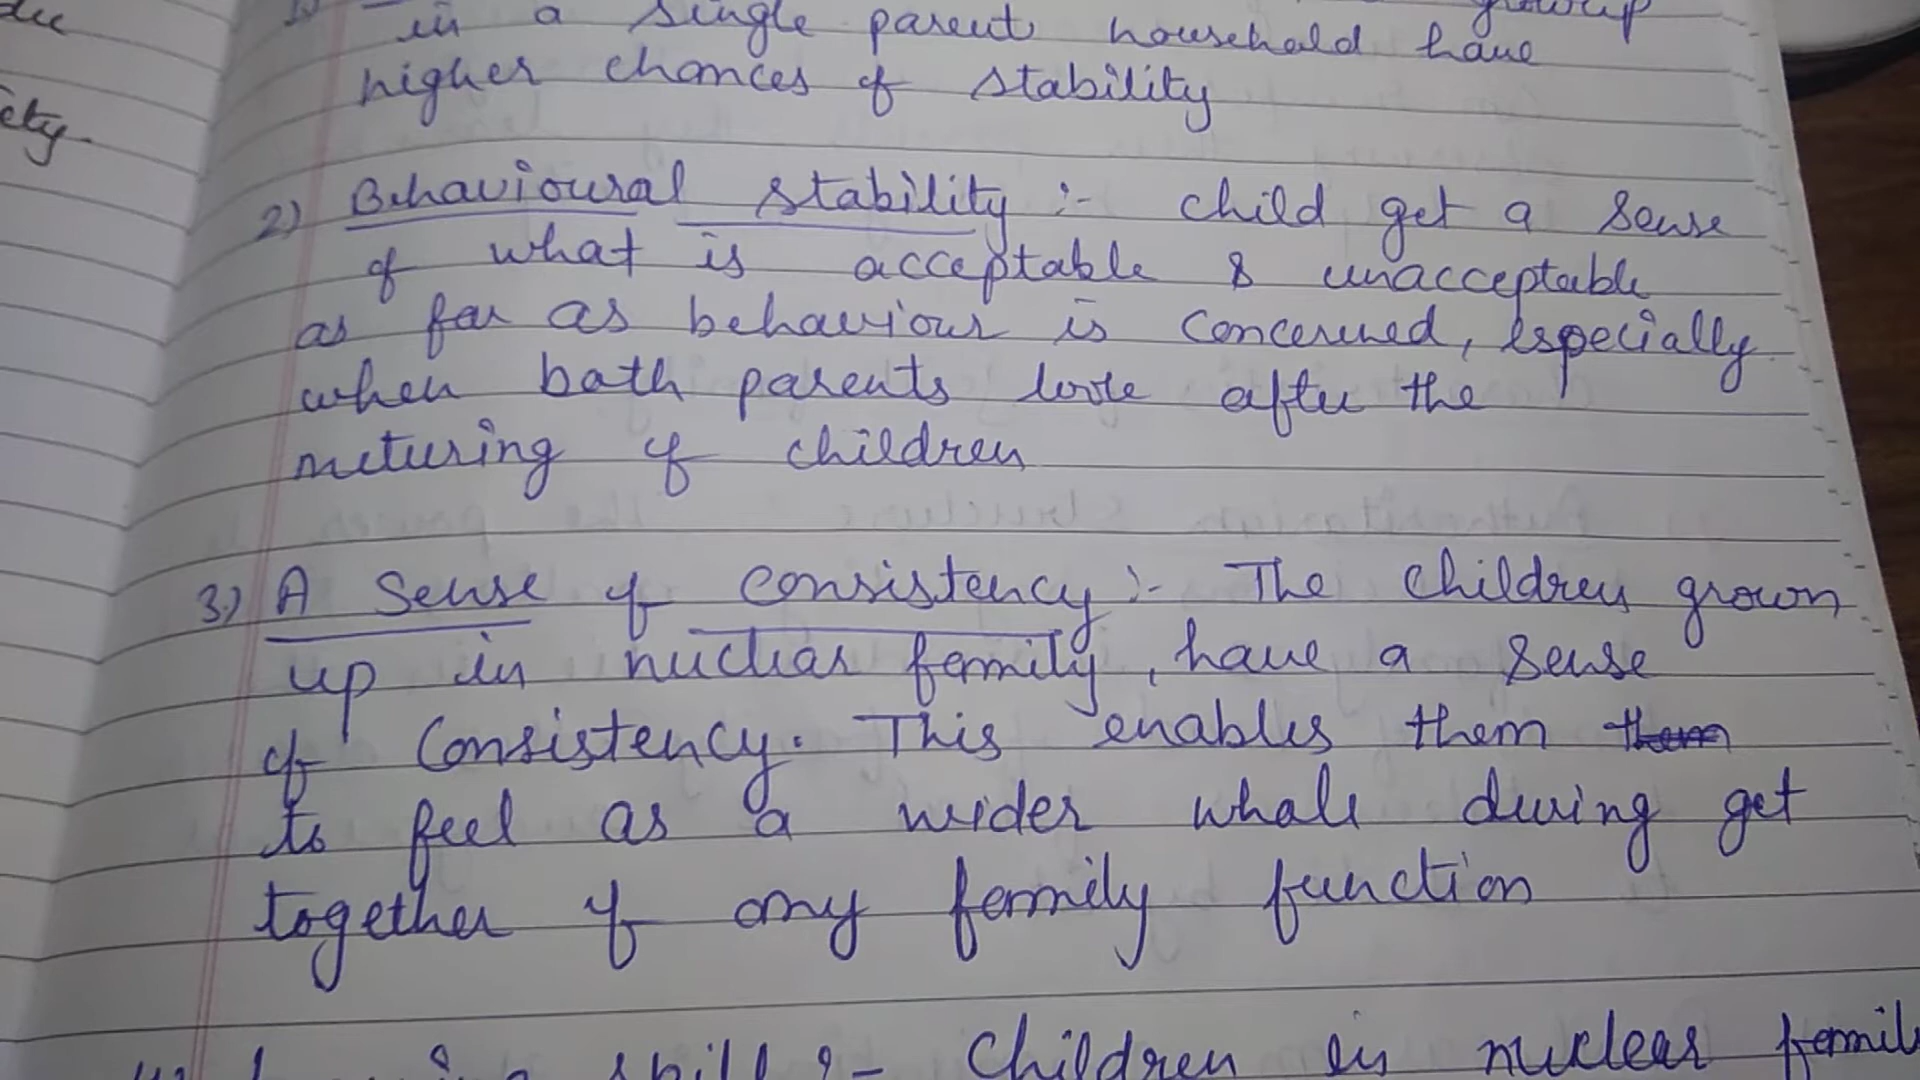 growup
in a single parent household have
higher chances of stability
ety
2) Behavioural stability :- child get a sense
of what is acceptable & unacceptable
as far as behaviour is concerned, especially
when both parents look after the
nuturing of children
3) A Sense of consistency :- The children grown
up in nuclear family, have a sense
of Consistency. This enables them them
to feel as a wider whole during get
together of any family function
skill :- Children in nuclear famil